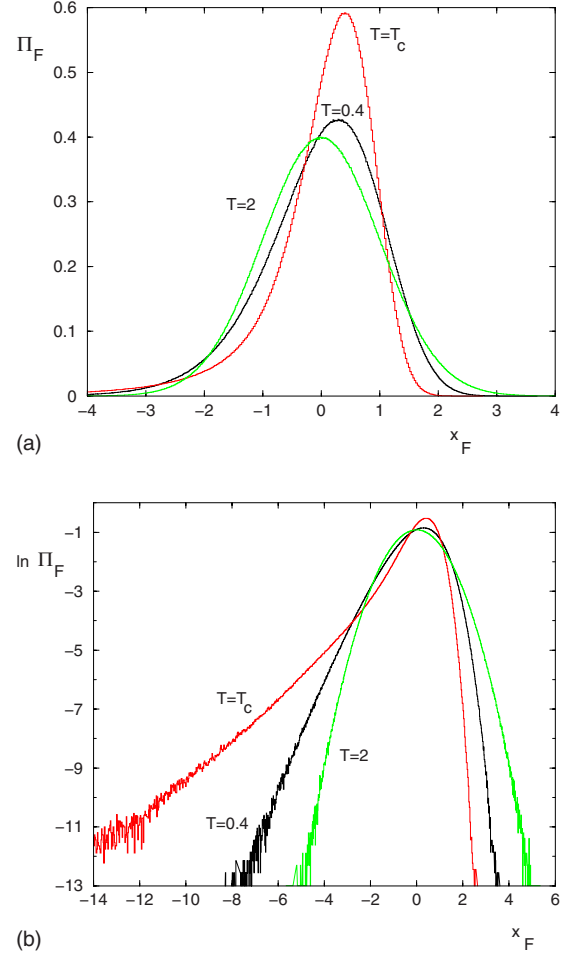 0.6
Π_F
T=T_c
0.5
T=0.4
0.4
0.3
T=2
0.2
0.1
0
−4 −3 −2 −1 0 1 2 3 4
x_F
(a)
−1
ln Π_F
−3
−5
−7
T=T_c
−9
T=2
−11
T=0.4
−13
−14 −12 −10 −8 −6 −4 −2 0 2 4 6
x_F
(b)